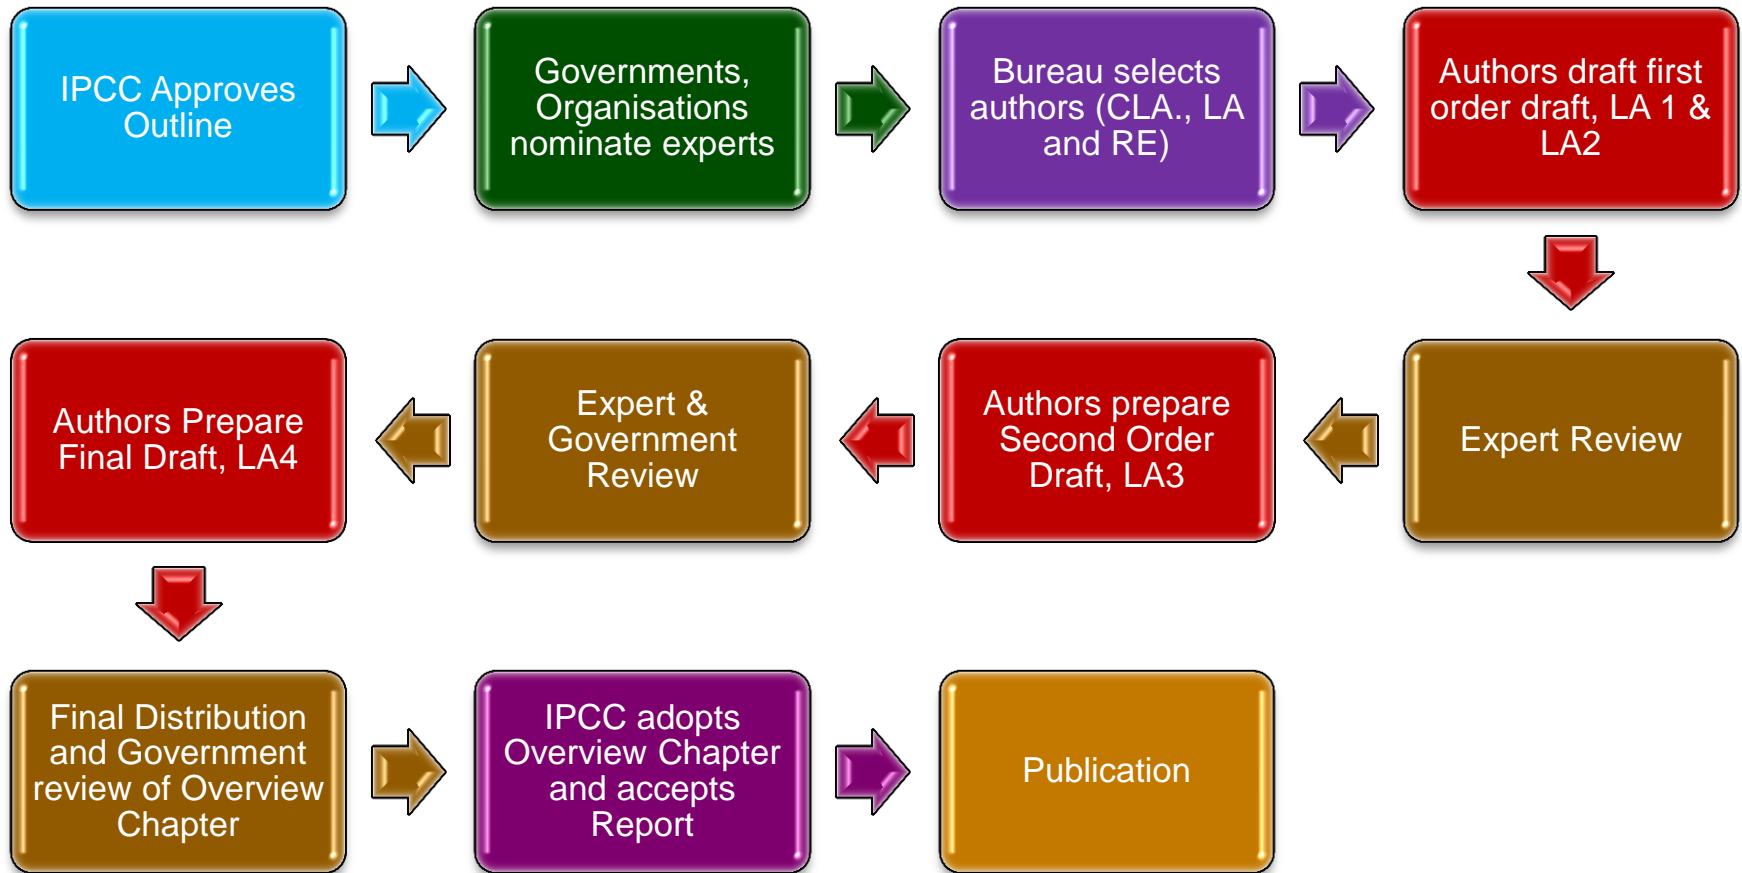 IPCC Approves
Outline
Governments,
Organisations
nominate experts
Bureau selects
authors (CLA., LA
and RE)
Authors draft first
order draft, LA 1 &
LA2
Expert Review
Authors prepare
Second Order
Draft, LA3
Expert &
Government
Review
Authors Prepare
Final Draft, LA4
Final Distribution
and Government
review of Overview
Chapter
IPCC adopts
Overview Chapter
and accepts
Report
Publication